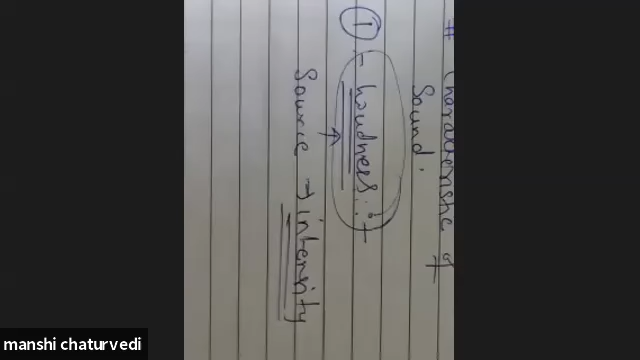 # Characteristic of
Sound.
① - Loudness :-
Source → intensity
manshi chaturvedi